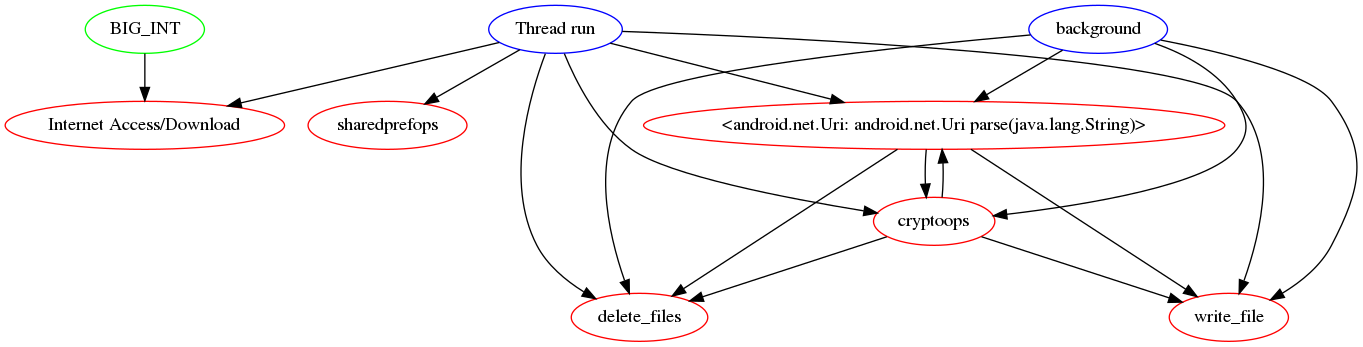 BIG_INT
Thread run
background
Internet Access/Download
sharedprefops
<android.net.Uri: android.net.Uri parse(java.lang.String)>
cryptoops
delete_files
write_file